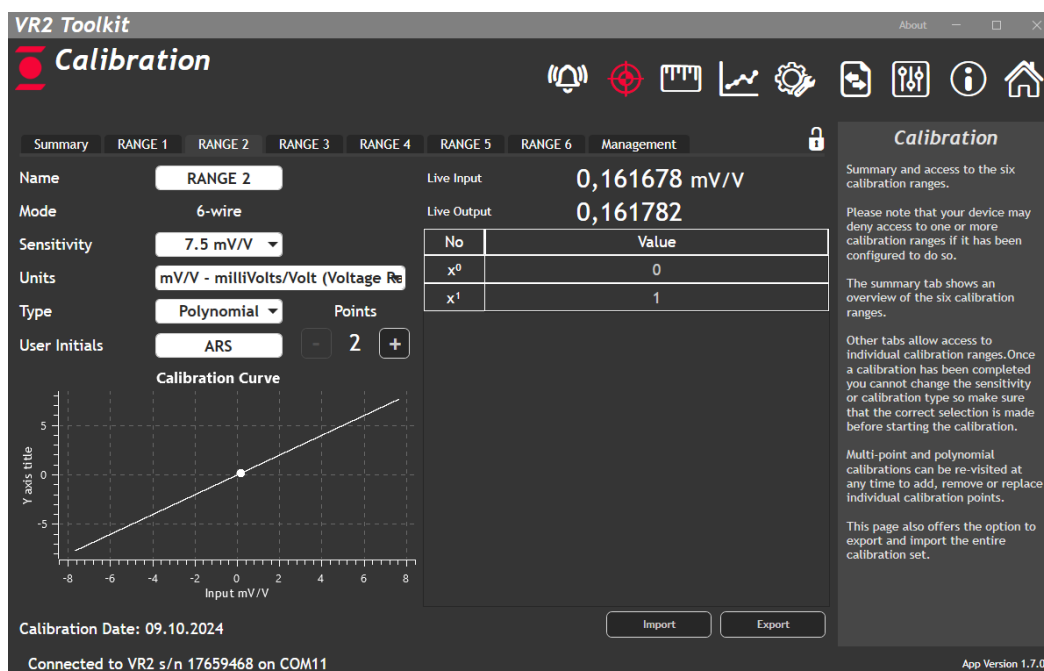 VR2 Toolkit
About
Calibration
Summary RANGE 1 RANGE 2 RANGE 3 RANGE 4 RANGE 5 RANGE 6 Management
Name RANGE 2
Mode 6-wire
Sensitivity 7.5 mV/V
Units mV/V - milliVolts/Volt (Voltage Ra
Type Polynomial Points
User Initials ARS - 2 +
Live Input 0,161678 mV/V
Live Output 0,161782
No Value
x⁰ 0
x¹ 1
Calibration Curve
Y axis title
5
0
-5
-8 -6 -4 -2 0 2 4 6 8
Input mV/V
Import Export
Calibration Date: 09.10.2024
Connected to VR2 s/n 17659468 on COM11
Calibration
Summary and access to the six
calibration ranges.
Please note that your device may
deny access to one or more
calibration ranges if it has been
configured to do so.
The summary tab shows an
overview of the six calibration
ranges.
Other tabs allow access to
individual calibration ranges.Once
a calibration has been completed
you cannot change the sensitivity
or calibration type so make sure
that the correct selection is made
before starting the calibration.
Multi-point and polynomial
calibrations can be re-visited at
any time to add, remove or replace
individual calibration points.
This page also offers the option to
export and import the entire
calibration set.
App Version 1.7.0